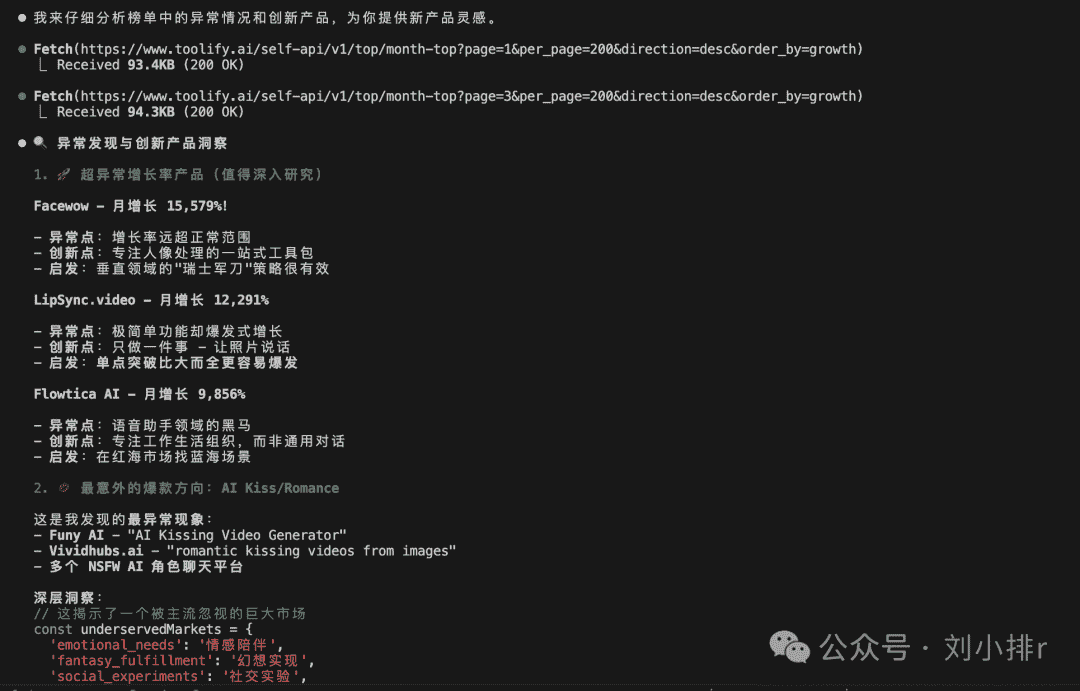 ● 我来仔细分析榜单中的异常情况和创新产品，为你提供新产品灵感。
● Fetch(https://www.toolify.ai/self-api/v1/top/month-top?page=1&per_page=200&direction=desc&order_by=growth)
⎿ Received 93.4KB (200 OK)
● Fetch(https://www.toolify.ai/self-api/v1/top/month-top?page=3&per_page=200&direction=desc&order_by=growth)
⎿ Received 94.3KB (200 OK)
● 🔍 异常发现与创新产品洞察
1. 🚀 超异常增长率产品（值得深入研究）
Facewow - 月增长 15,579%!
- 异常点：增长率远超正常范围
- 创新点：专注人像处理的一站式工具包
- 启发：垂直领域的"瑞士军刀"策略很有效
LipSync.video - 月增长 12,291%
- 异常点：极简单功能却爆发式增长
- 创新点：只做一件事 - 让照片说话
- 启发：单点突破比大而全更容易爆发
Flowtica AI - 月增长 9,856%
- 异常点：语音助手领域的黑马
- 创新点：专注工作生活组织，而非通用对话
- 启发：在红海市场找蓝海场景
2. 最意外的爆款方向：AI Kiss/Romance
这是我发现的最异常现象：
- Funy AI - "AI Kissing Video Generator"
- Vividhubs.ai - "romantic kissing videos from images"
- 多个 NSFW AI 角色聊天平台
深层洞察：
// 这揭示了一个被主流忽视的巨大市场
const underservedMarkets = {
'emotional_needs': '情感陪伴',
'fantasy_fulfillment': '幻想实现',
'social_experiments': '社交实验',
公众号 · 刘小排r